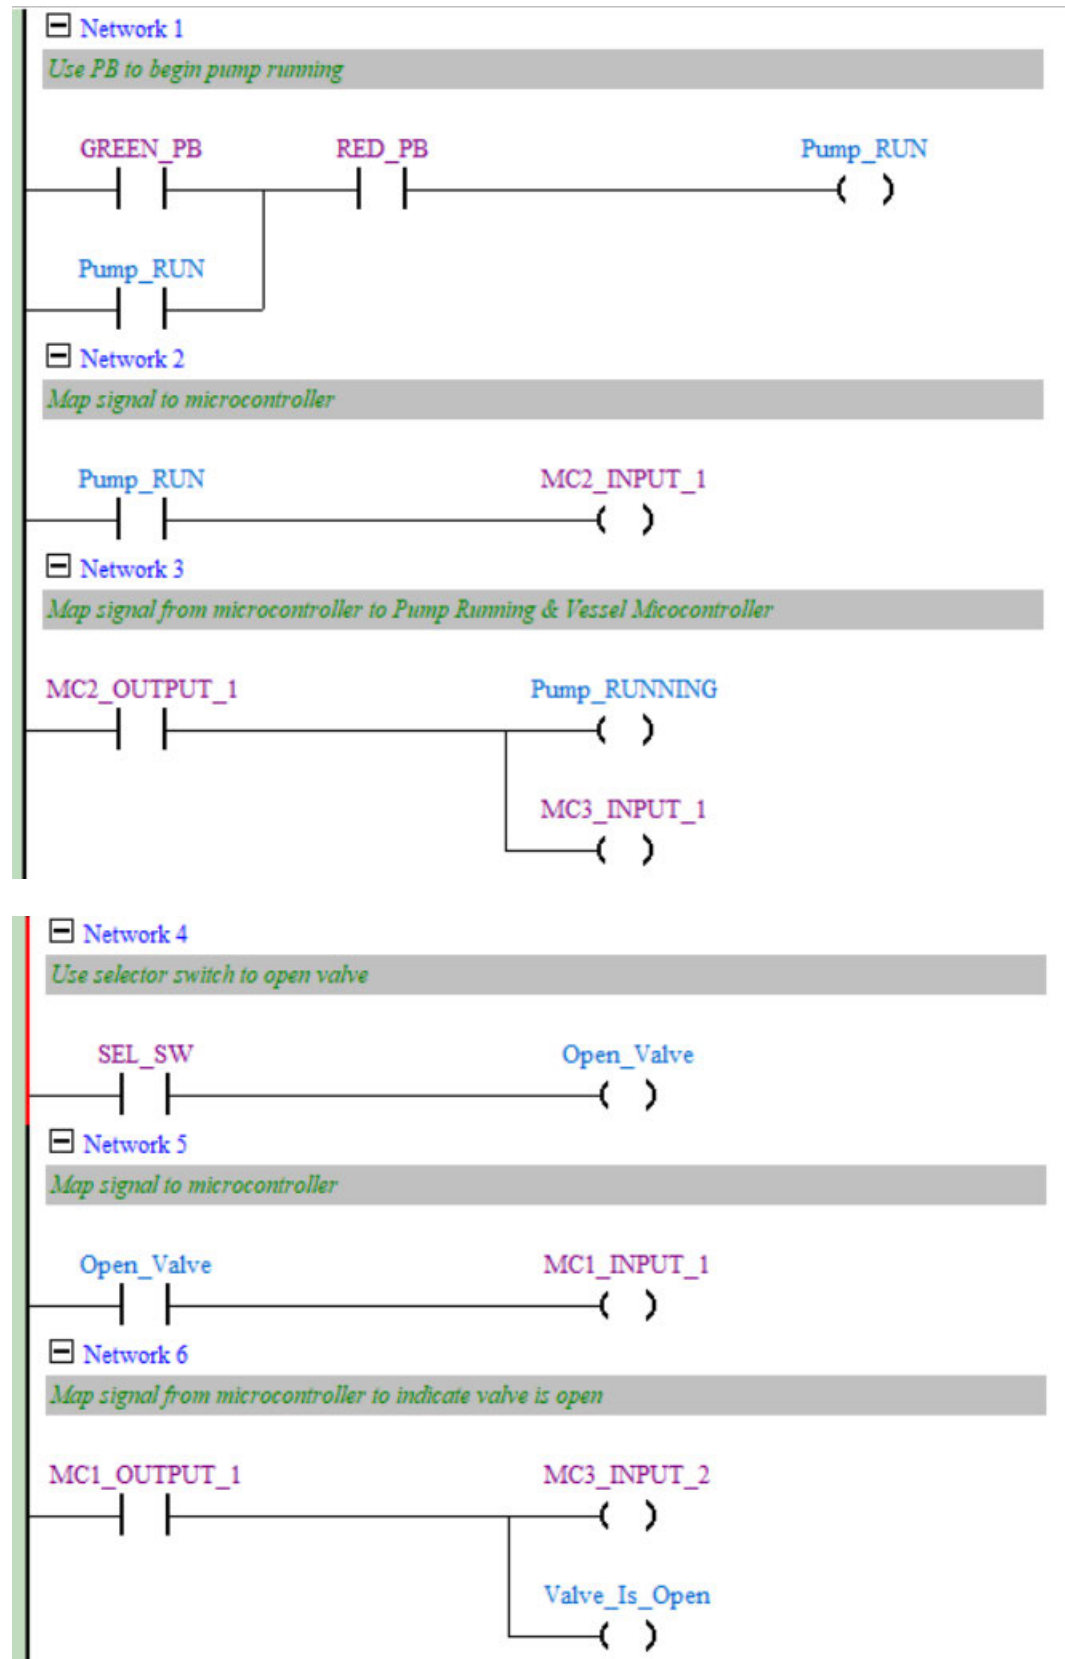 Network 1
Use PB to begin pump running
GREEN_PB RED_PB Pump_RUN
Pump_RUN
Network 2
Map signal to microcontroller
Pump_RUN MC2_INPUT_1
Network 3
Map signal from microcontroller to Pump Running & Vessel Micocontroller
MC2_OUTPUT_1 Pump_RUNNING
MC3_INPUT_1
Network 4
Use selector switch to open valve
SEL_SW Open_Valve
Network 5
Map signal to microcontroller
Open_Valve MC1_INPUT_1
Network 6
Map signal from microcontroller to indicate valve is open
MC1_OUTPUT_1 MC3_INPUT_2
Valve_Is_Open